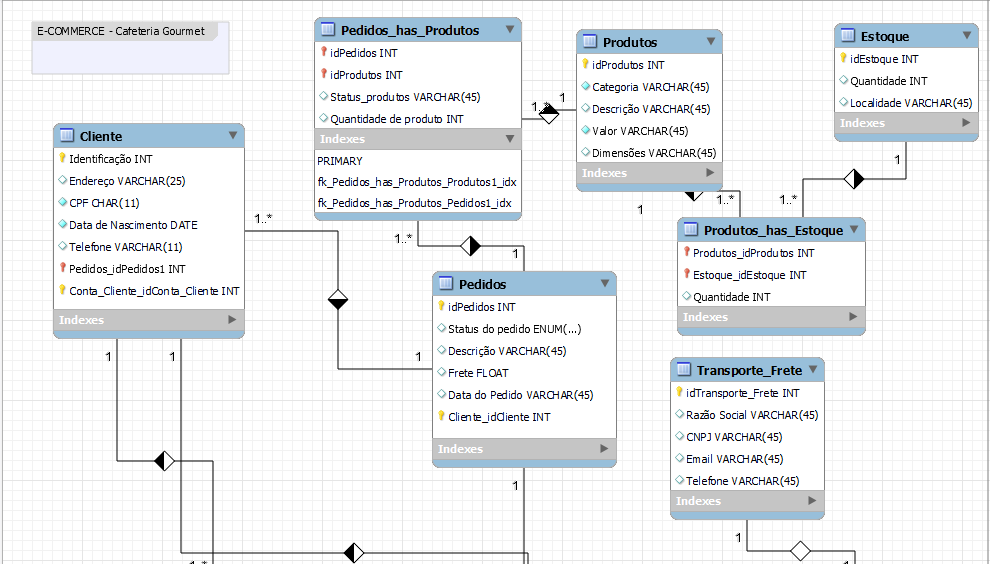 E-COMMERCE - Cafeteria Gourmet
Pedidos_has_Produtos
idPedidos INT
idProdutos INT
Status_produtos VARCHAR(45)
Quantidade de produto INT
Indexes
PRIMARY
fk_Pedidos_has_Produtos_Produtos1_idx
fk_Pedidos_has_Produtos_Pedidos1_idx
1..*
1
Produtos
idProdutos INT
Categoria VARCHAR(45)
Descrição VARCHAR(45)
Valor VARCHAR(45)
Dimensões VARCHAR(45)
Indexes
Estoque
idEstoque INT
Quantidade INT
Localidade VARCHAR(45)
Indexes
1
1..*
1..*
1
Cliente
Identificação INT
Endereço VARCHAR(25)
CPF CHAR(11)
Data de Nascimento DATE
Telefone VARCHAR(11)
Pedidos_idPedidos1 INT
Conta_Cliente_idConta_Cliente INT
Indexes
1..*
1
1..*
1
Produtos_has_Estoque
Produtos_idProdutos INT
Estoque_idEstoque INT
Quantidade INT
Indexes
Pedidos
idPedidos INT
Status do pedido ENUM(...)
Descrição VARCHAR(45)
Frete FLOAT
Data do Pedido VARCHAR(45)
Cliente_idCliente INT
Indexes
1
1
1
Transporte_Frete
idTransporte_Frete INT
Razão Social VARCHAR(45)
CNPJ VARCHAR(45)
Email VARCHAR(45)
Telefone VARCHAR(45)
Indexes
1
1
1..*
1